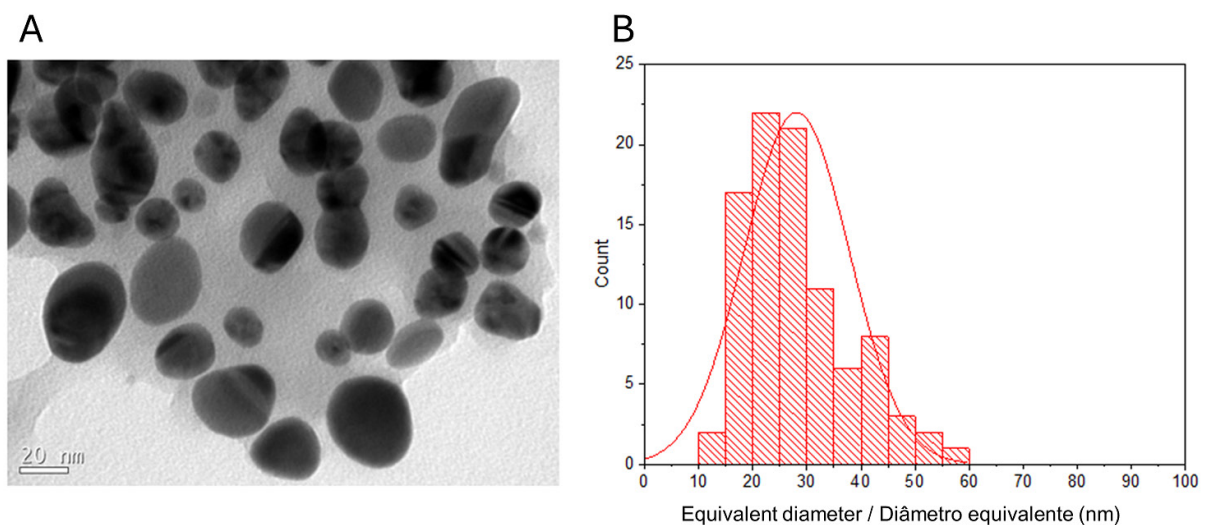 A
B
20 nm
25
20
15
10
5
0
Count
0 10 20 30 40 50 60 70 80 90 100
Equivalent diameter / Diâmetro equivalente (nm)